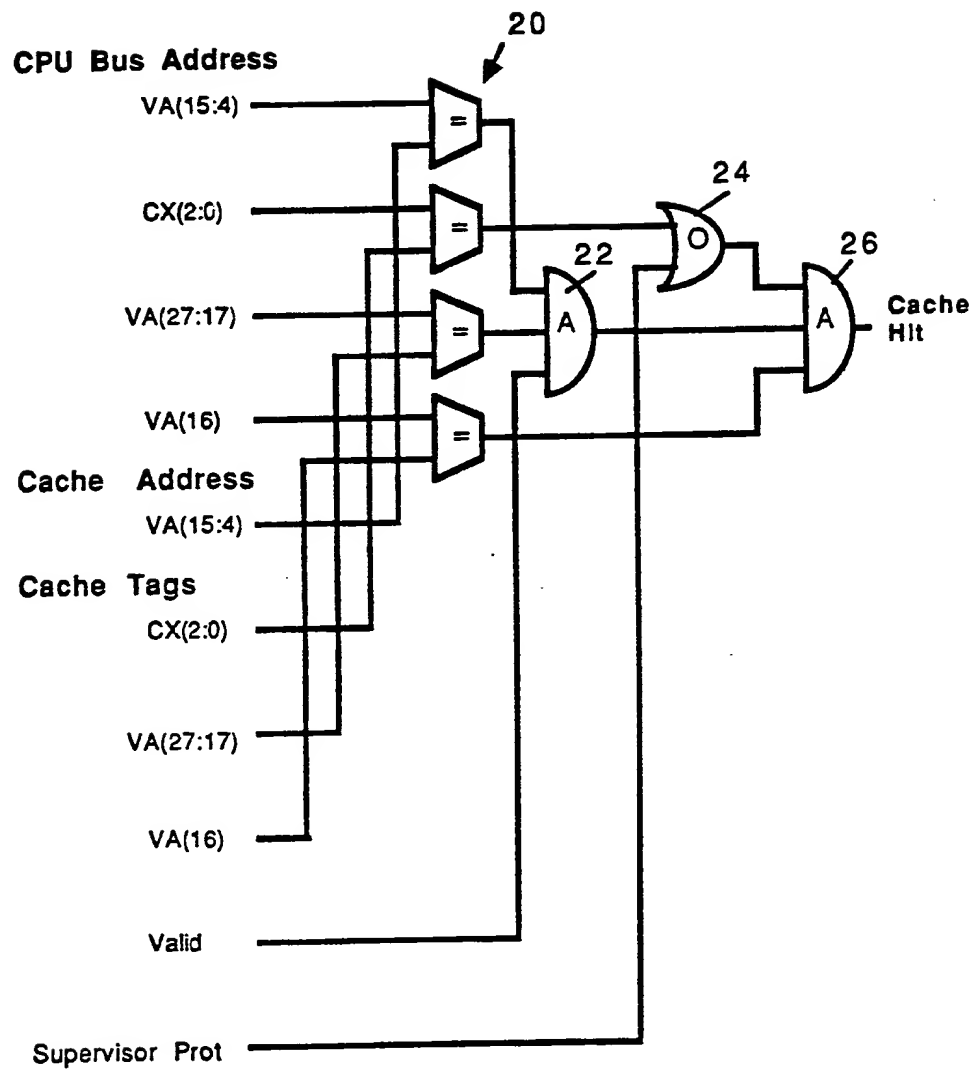 20
CPU Bus Address
VA(15:4)
=
CX(2:0)
=
24
O
22
A
26
A
Cache
Hit
VA(27:17)
=
VA(16)
=
Cache Address
VA(15:4)
Cache Tags
CX(2:0)
VA(27:17)
VA(16)
Valid
Supervisor Prot